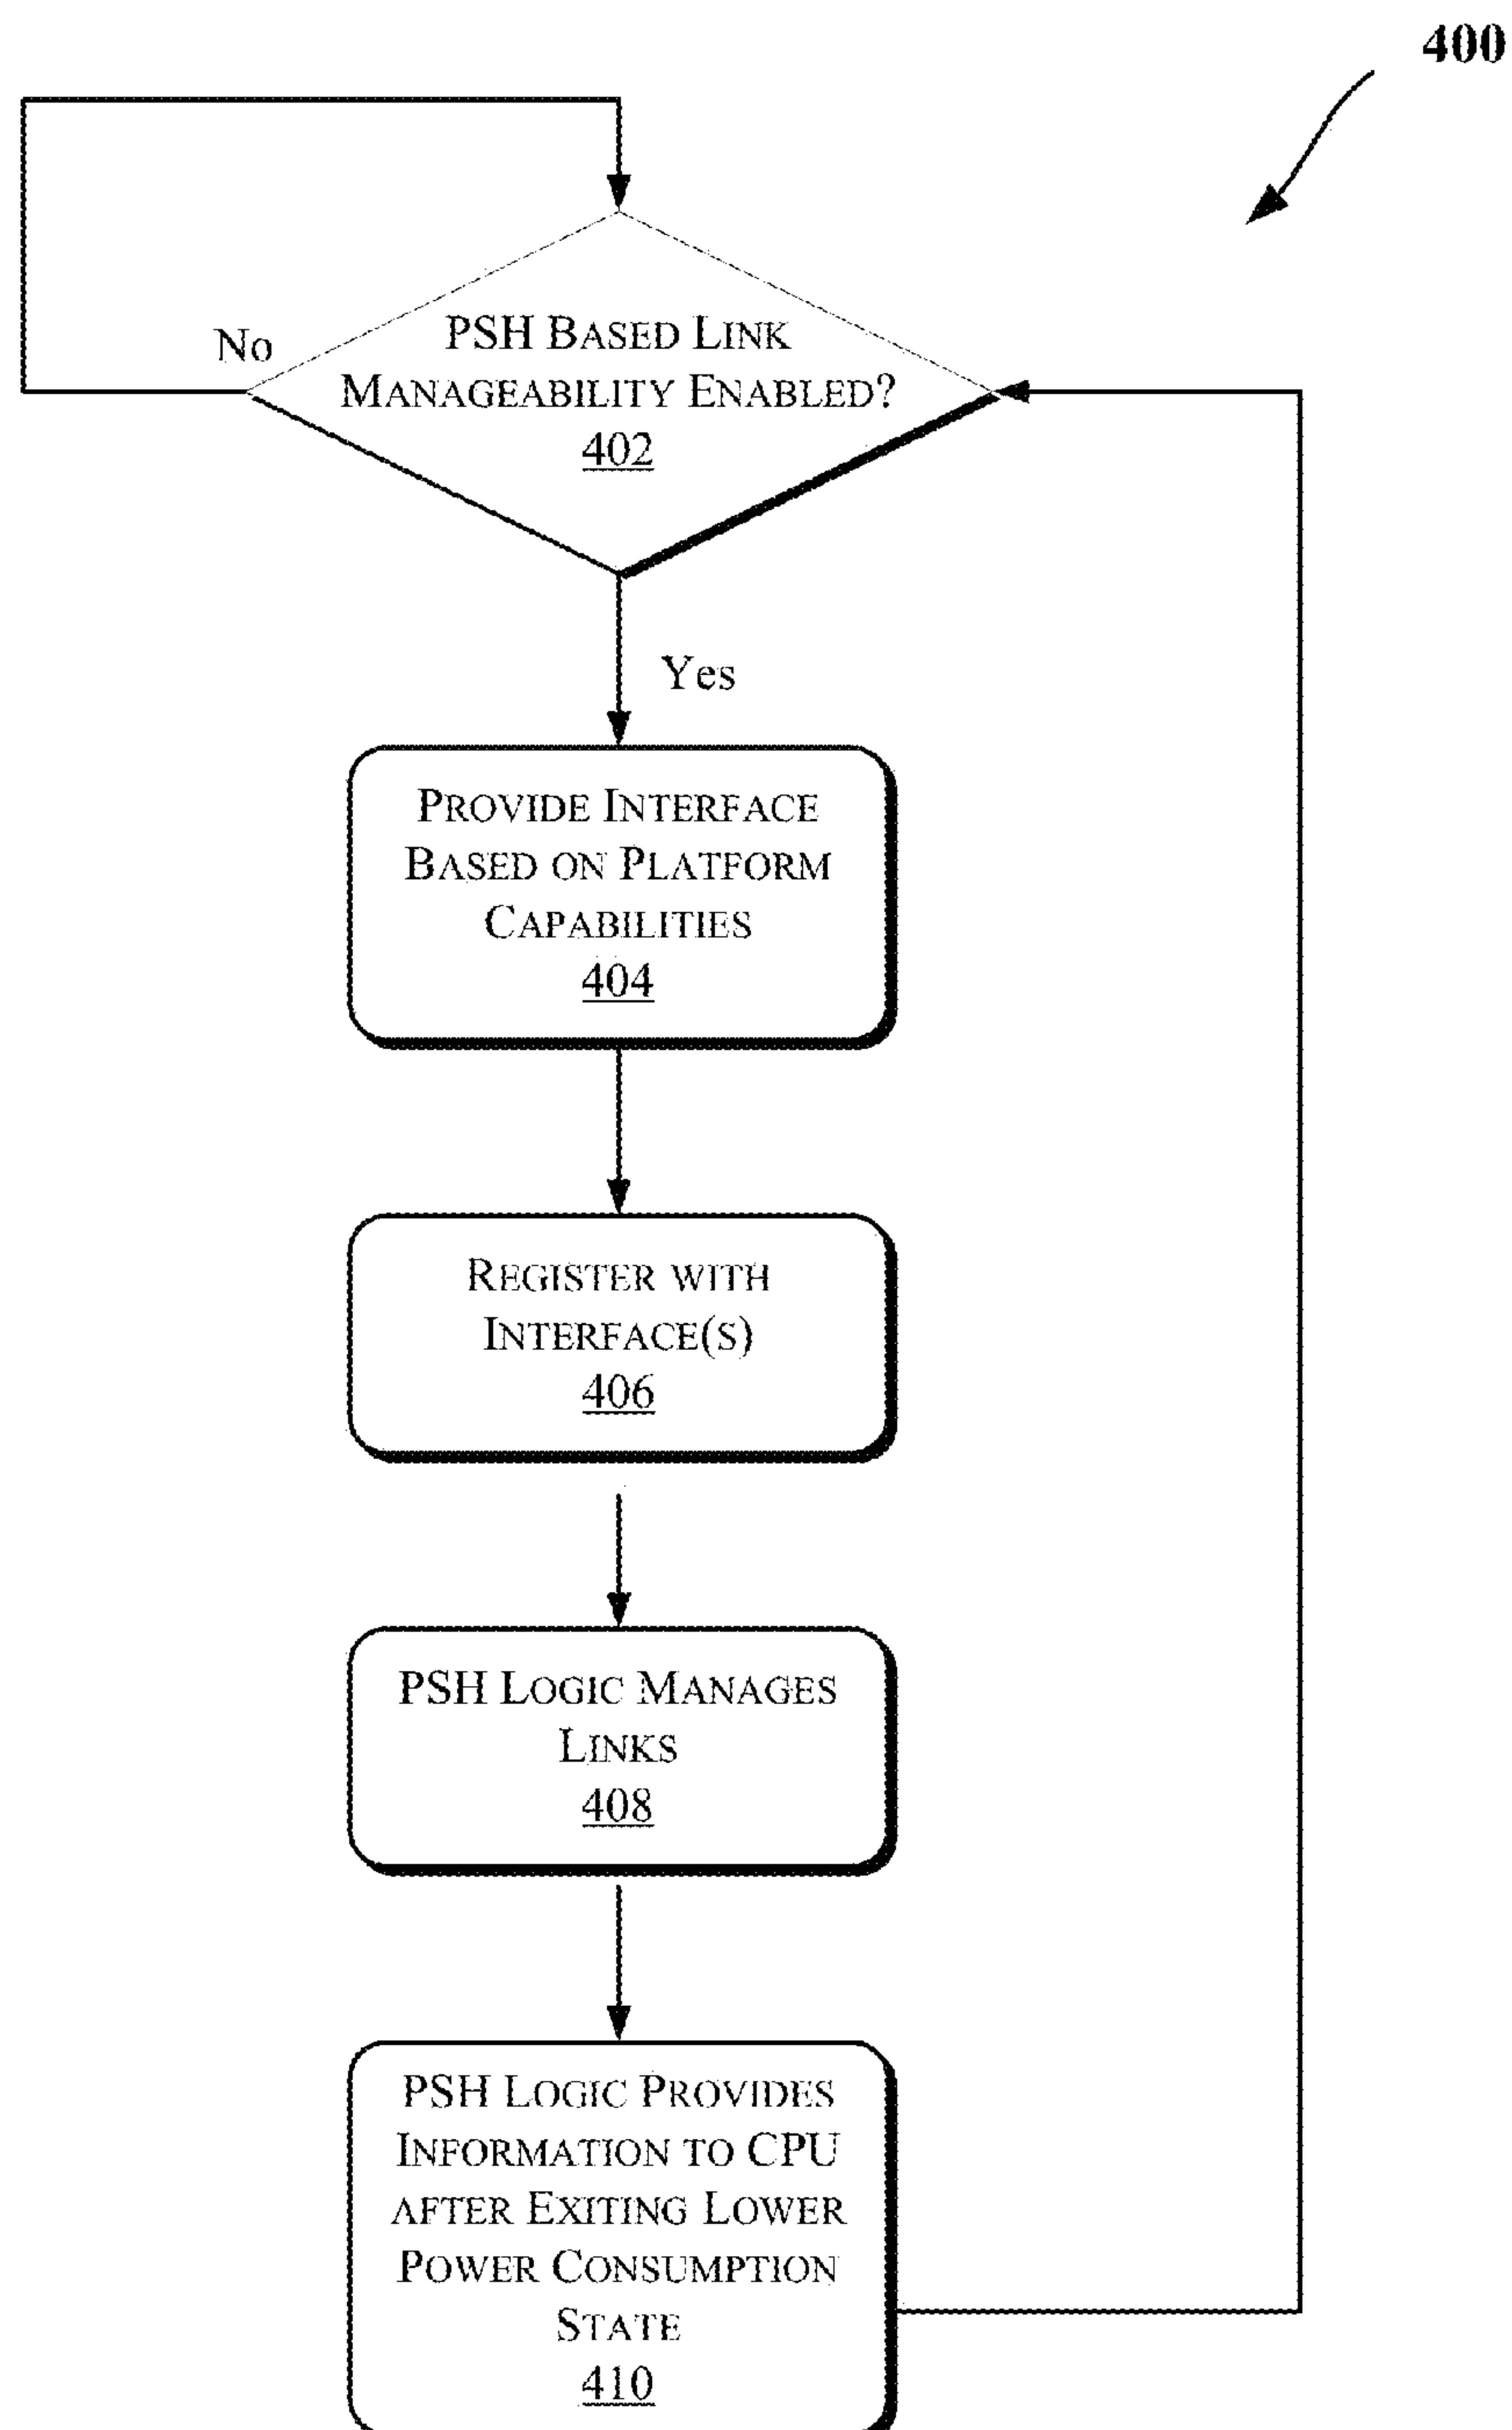 400
No
PSH BASED LINK
MANAGEABILITY ENABLED?
402
Yes
PROVIDE INTERFACE
BASED ON PLATFORM
CAPABILITIES
404
REGISTER WITH
INTERFACE(S)
406
PSH LOGIC MANAGES
LINKS
408
PSH LOGIC PROVIDES
INFORMATION TO CPU
AFTER EXITING LOWER
POWER CONSUMPTION
STATE
410